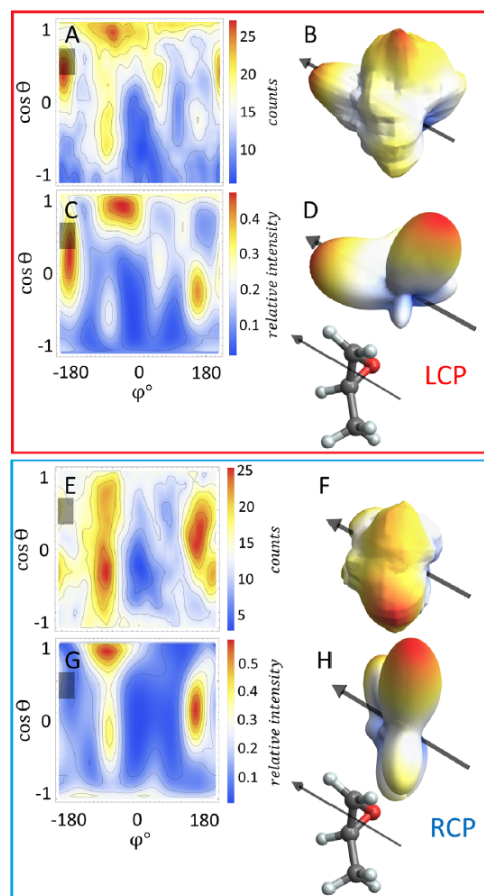 A
cos θ
1
0
-1
25
20
15
10
counts
B
C
cos θ
1
0
-1
-180
0
180
φ°
0.4
0.3
0.2
0.1
relative intensity
D
LCP
E
cos θ
1
0
-1
25
20
15
10
5
counts
F
G
cos θ
1
0
-1
-180
0
180
φ°
0.5
0.4
0.3
0.2
0.1
relative intensity
H
RCP